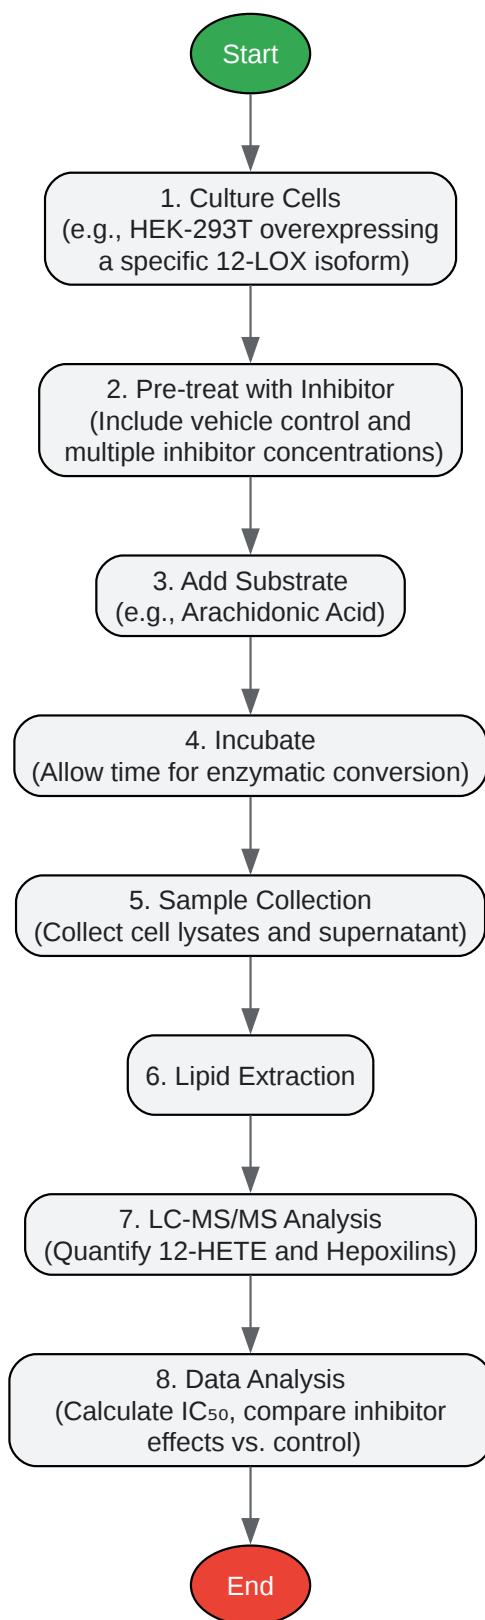 Start
1. Culture Cells
(e.g., HEK-293T overexpressing
a specific 12-LOX isoform)
2. Pre-treat with Inhibitor
(Include vehicle control and
multiple inhibitor concentrations)
3. Add Substrate
(e.g., Arachidonic Acid)
4. Incubate
(Allow time for enzymatic conversion)
5. Sample Collection
(Collect cell lysates and supernatant)
6. Lipid Extraction
7. LC-MS/MS Analysis
(Quantify 12-HETE and Hepoxilins)
8. Data Analysis
(Calculate IC₅₀, compare inhibitor
effects vs. control)
End